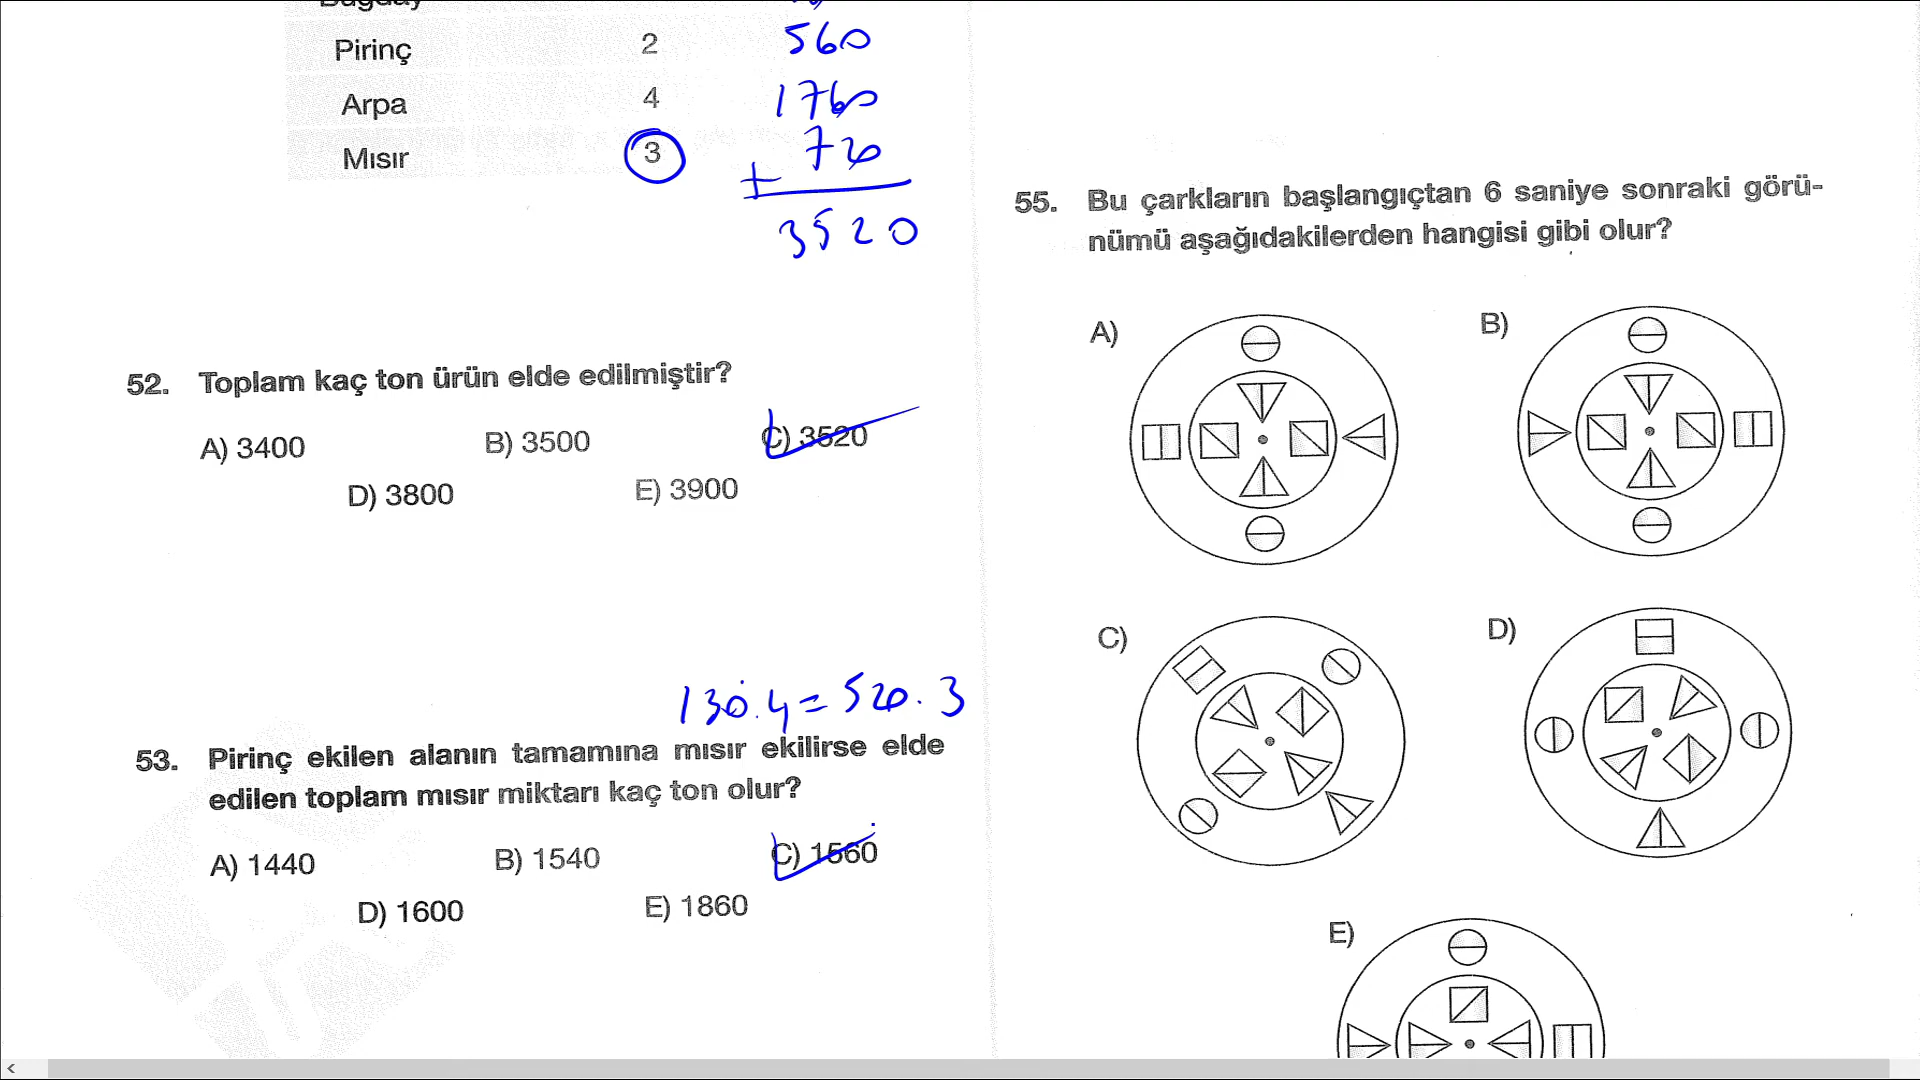 Pirinç 2 560
Arpa 4 1760
Mısır 3 + 720
3520
52. Toplam kaç ton ürün elde edilmiştir?
A) 3400 B) 3500 C) 3520
D) 3800 E) 3900
130.4=520.3
53. Pirinç ekilen alanın tamamına mısır ekilirse elde
edilen toplam mısır miktarı kaç ton olur?
A) 1440 B) 1540 C) 1560
D) 1600 E) 1860
55. Bu çarkların başlangıçtan 6 saniye sonraki görü-
nümü aşağıdakilerden hangisi gibi olur?
A) B)
C) D)
E)